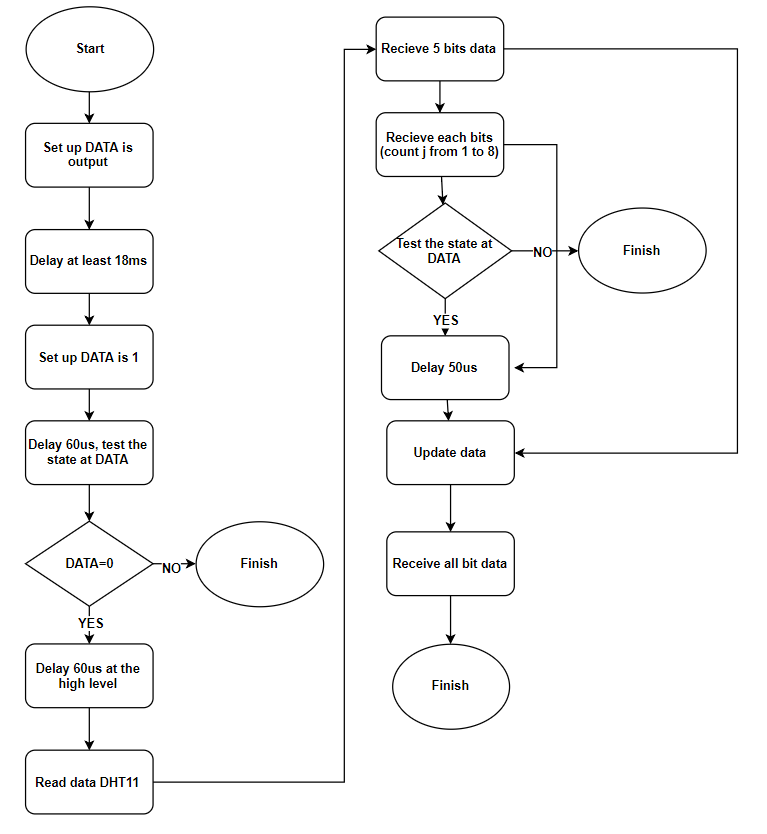 Start
Set up DATA is
output
Delay at least 18ms
Set up DATA is 1
Delay 60us, test the
state at DATA
DATA=0
NO
Finish
YES
Delay 60us at the
high level
Read data DHT11
Recieve 5 bits data
Recieve each bits
(count j from 1 to 8)
Test the state at
DATA
NO
Finish
YES
Delay 50us
Update data
Receive all bit data
Finish